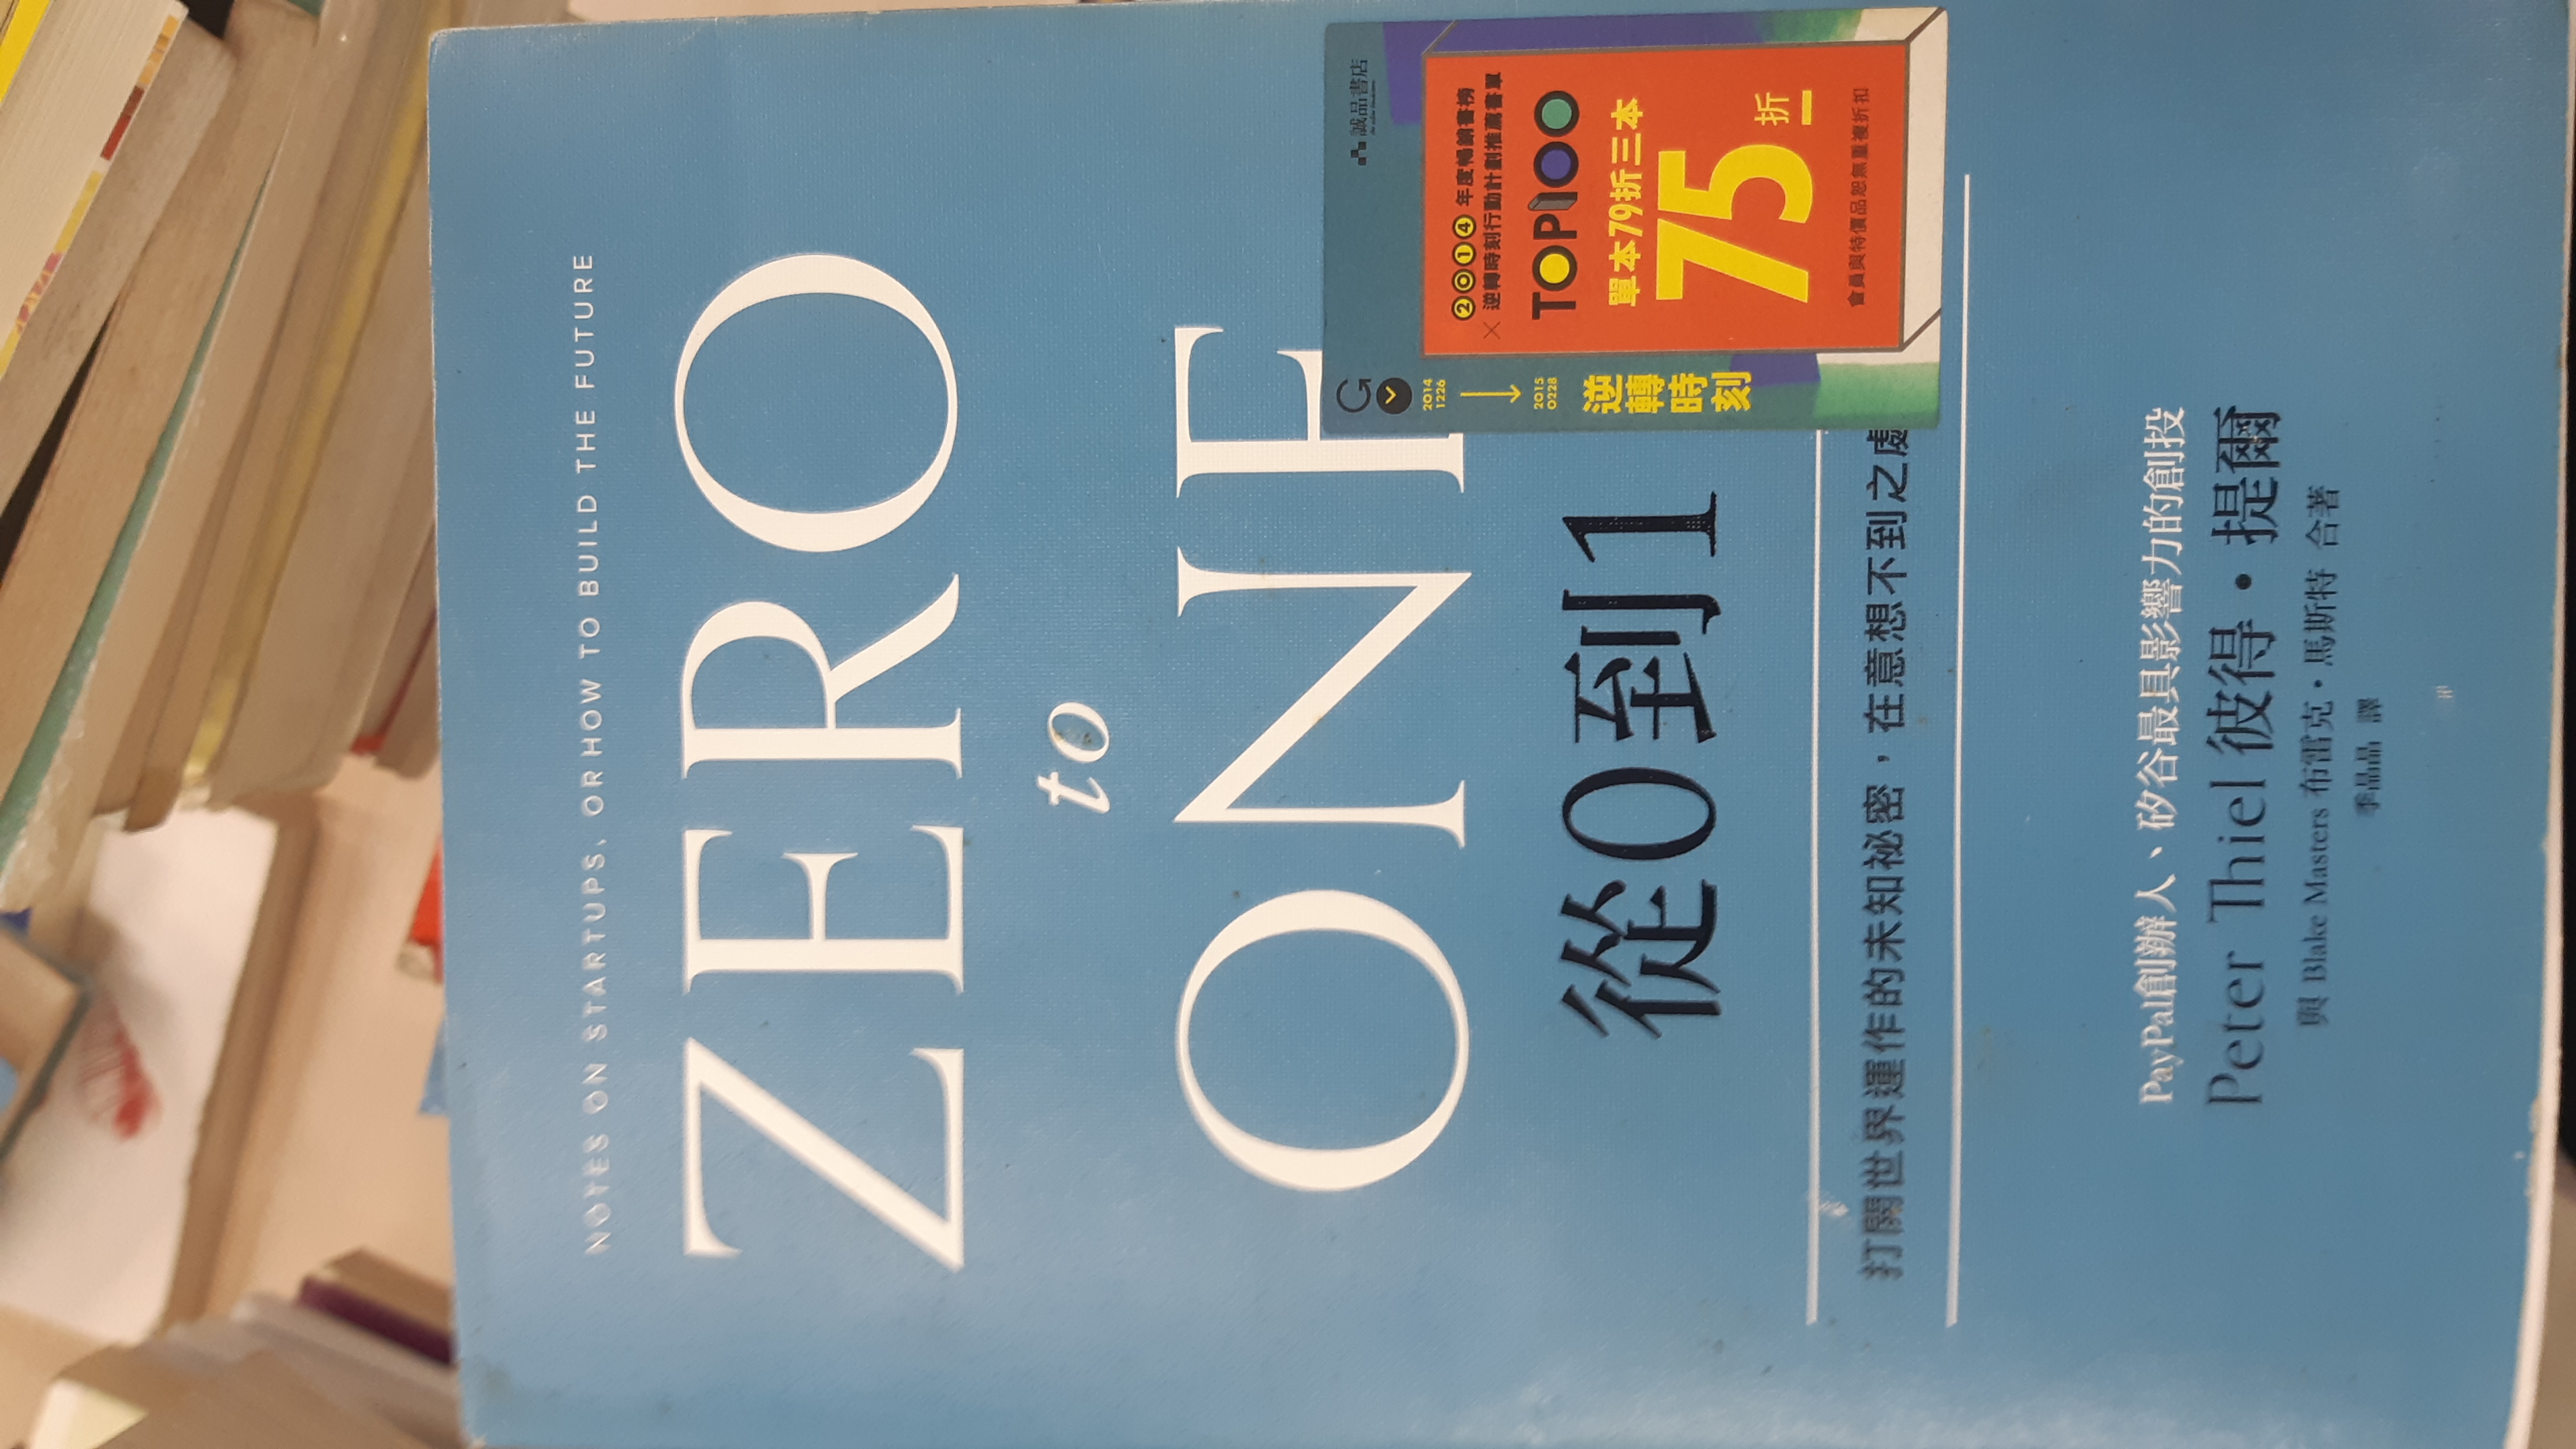 NOTES ON STARTUPS, OR HOW TO BUILD THE FUTURE
ZERO
to
ONE
從0到1
打開世界運作的未知祕密，在意想不到之處
PayPal創辦人、矽谷最具影響力的創投
Peter Thiel 彼得・提爾
與 Blake Masters 布雷克・馬斯特 合著
季晶晶 譯
誠品書店
2014
1226
2015
0228
逆轉時刻
2014 年度暢銷書榜
× 逆轉時刻行動計劃推薦書單
TOP100
單本79折三本
75折
會員與特價品恕無重複折扣